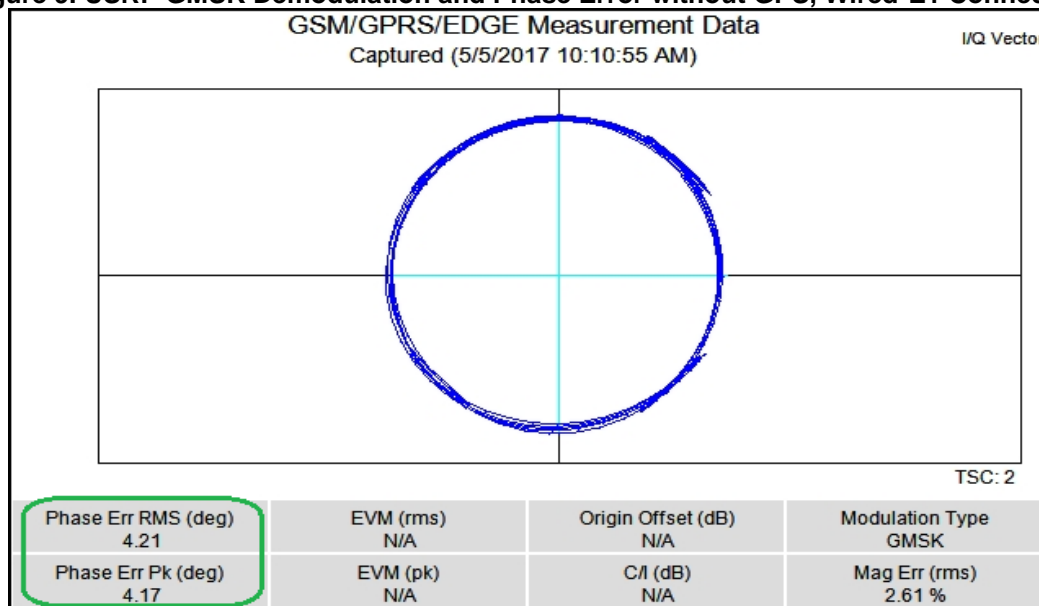 GSM/GPRS/EDGE Measurement Data
Captured (5/5/2017 10:10:55 AM)
I/Q Vector
TSC: 2
Phase Err RMS (deg) EVM (rms) Origin Offset (dB) Modulation Type
4.21 N/A N/A GMSK
Phase Err Pk (deg) EVM (pk) C/I (dB) Mag Err (rms)
4.17 N/A N/A 2.61 %